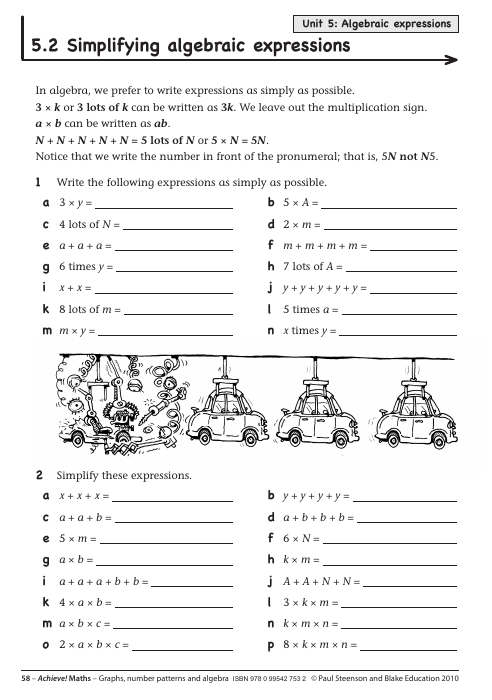 Unit 5: Algebraic expressions
5.2 Simplifying algebraic expressions
In algebra, we prefer to write expressions as simply as possible.
3 × k or 3 lots of k can be written as 3k. We leave out the multiplication sign.
a × b can be written as ab.
N + N + N + N + N = 5 lots of N or 5 × N = 5N.
Notice that we write the number in front of the pronumeral; that is, 5N not N5.
1 Write the following expressions as simply as possible.
a 3 × y =
b 5 × A =
c 4 lots of N =
d 2 × m =
e a + a + a =
f m + m + m + m =
g 6 times y =
h 7 lots of A =
i x + x =
j y + y + y + y + y =
k 8 lots of m =
l 5 times a =
m m × y =
n x times y =
2 Simplify these expressions.
a x + x + x =
b y + y + y + y =
c a + a + b =
d a + b + b + b =
e 5 × m =
f 6 × N =
g a × b =
h k × m =
i a + a + a + b + b =
j A + A + N + N =
k 4 × a × b =
l 3 × k × m =
m a × b × c =
n k × m × n =
o 2 × a × b × c =
p 8 × k × m × n =
58 – Achieve! Maths – Graphs, number patterns and algebra ISBN 978 0 99542 753 2 © Paul Steenson and Blake Education 2010